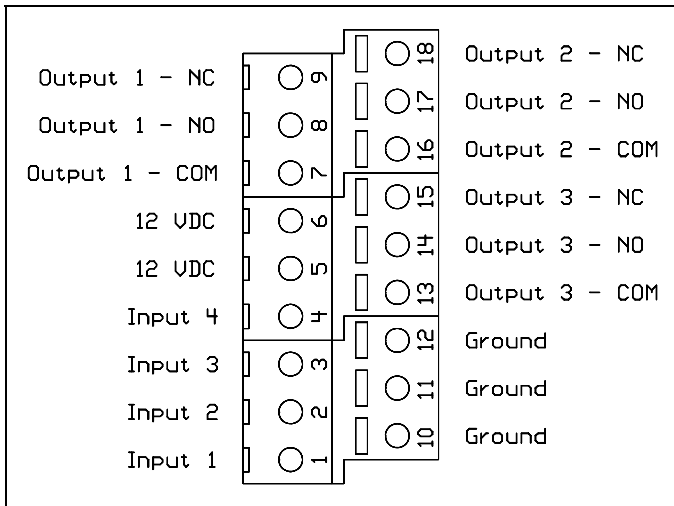 Output 1 - NC 9
Output 1 - NO 8
Output 1 - COM 7
12 VDC 6
12 VDC 5
Input 4 4
Input 3 3
Input 2 2
Input 1 1
18 Output 2 - NC
17 Output 2 - NO
16 Output 2 - COM
15 Output 3 - NC
14 Output 3 - NO
13 Output 3 - COM
12 Ground
11 Ground
10 Ground